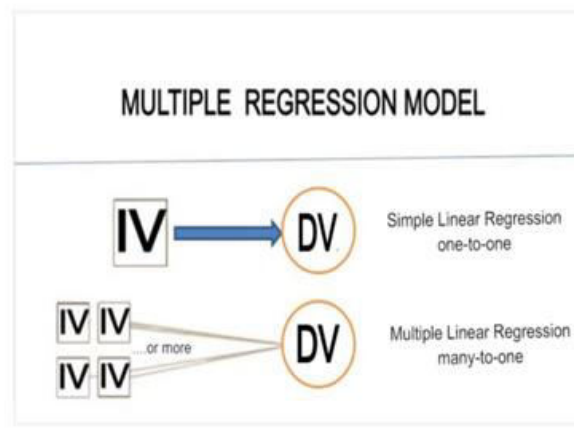 MULTIPLE REGRESSION MODEL
IV
DV
Simple Linear Regression
one-to-one
IV IV
....or more
IV IV
DV
Multiple Linear Regression
many-to-one